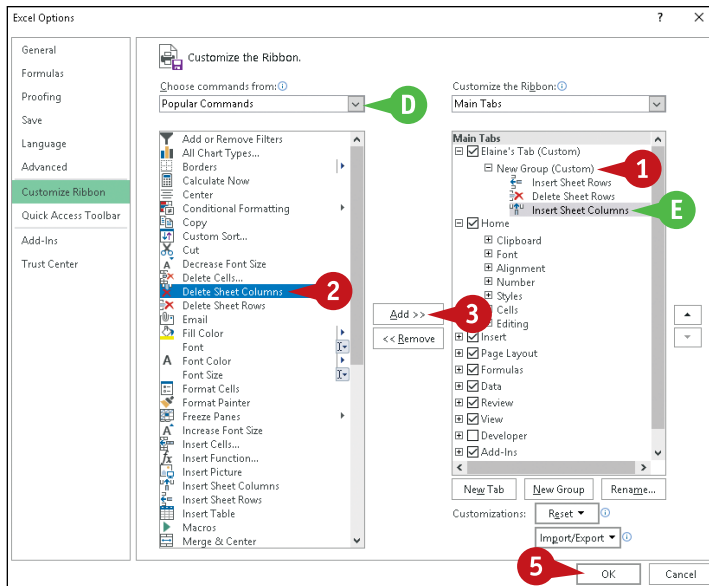 Excel Options
? ×
General
Formulas
Proofing
Save
Language
Advanced
Customize Ribbon
Quick Access Toolbar
Add-Ins
Trust Center
Customize the Ribbon.
Choose commands from:
Popular Commands
D
Add or Remove Filters
All Chart Types...
Borders
Calculate Now
Center
Conditional Formatting
Copy
Custom Sort...
Cut
Decrease Font Size
Delete Cells...
Delete Sheet Columns
2
Delete Sheet Rows
Email
Fill Color
Font
Font Color
Font Size
Format Cells
Format Painter
Freeze Panes
Increase Font Size
Insert Cells...
Insert Function...
Insert Picture
Insert Sheet Columns
Insert Sheet Rows
Insert Table
Macros
Merge & Center
Add >>
3
<< Remove
Customize the Ribbon:
Main Tabs
Main Tabs
Elaine's Tab (Custom)
New Group (Custom)
1
Insert Sheet Rows
Delete Sheet Rows
Insert Sheet Columns
E
Home
Clipboard
Font
Alignment
Number
Styles
Cells
Editing
Insert
Page Layout
Formulas
Data
Review
View
Developer
Add-Ins
New Tab
New Group
Rename...
Customizations:
Reset
Import/Export
5
OK
Cancel